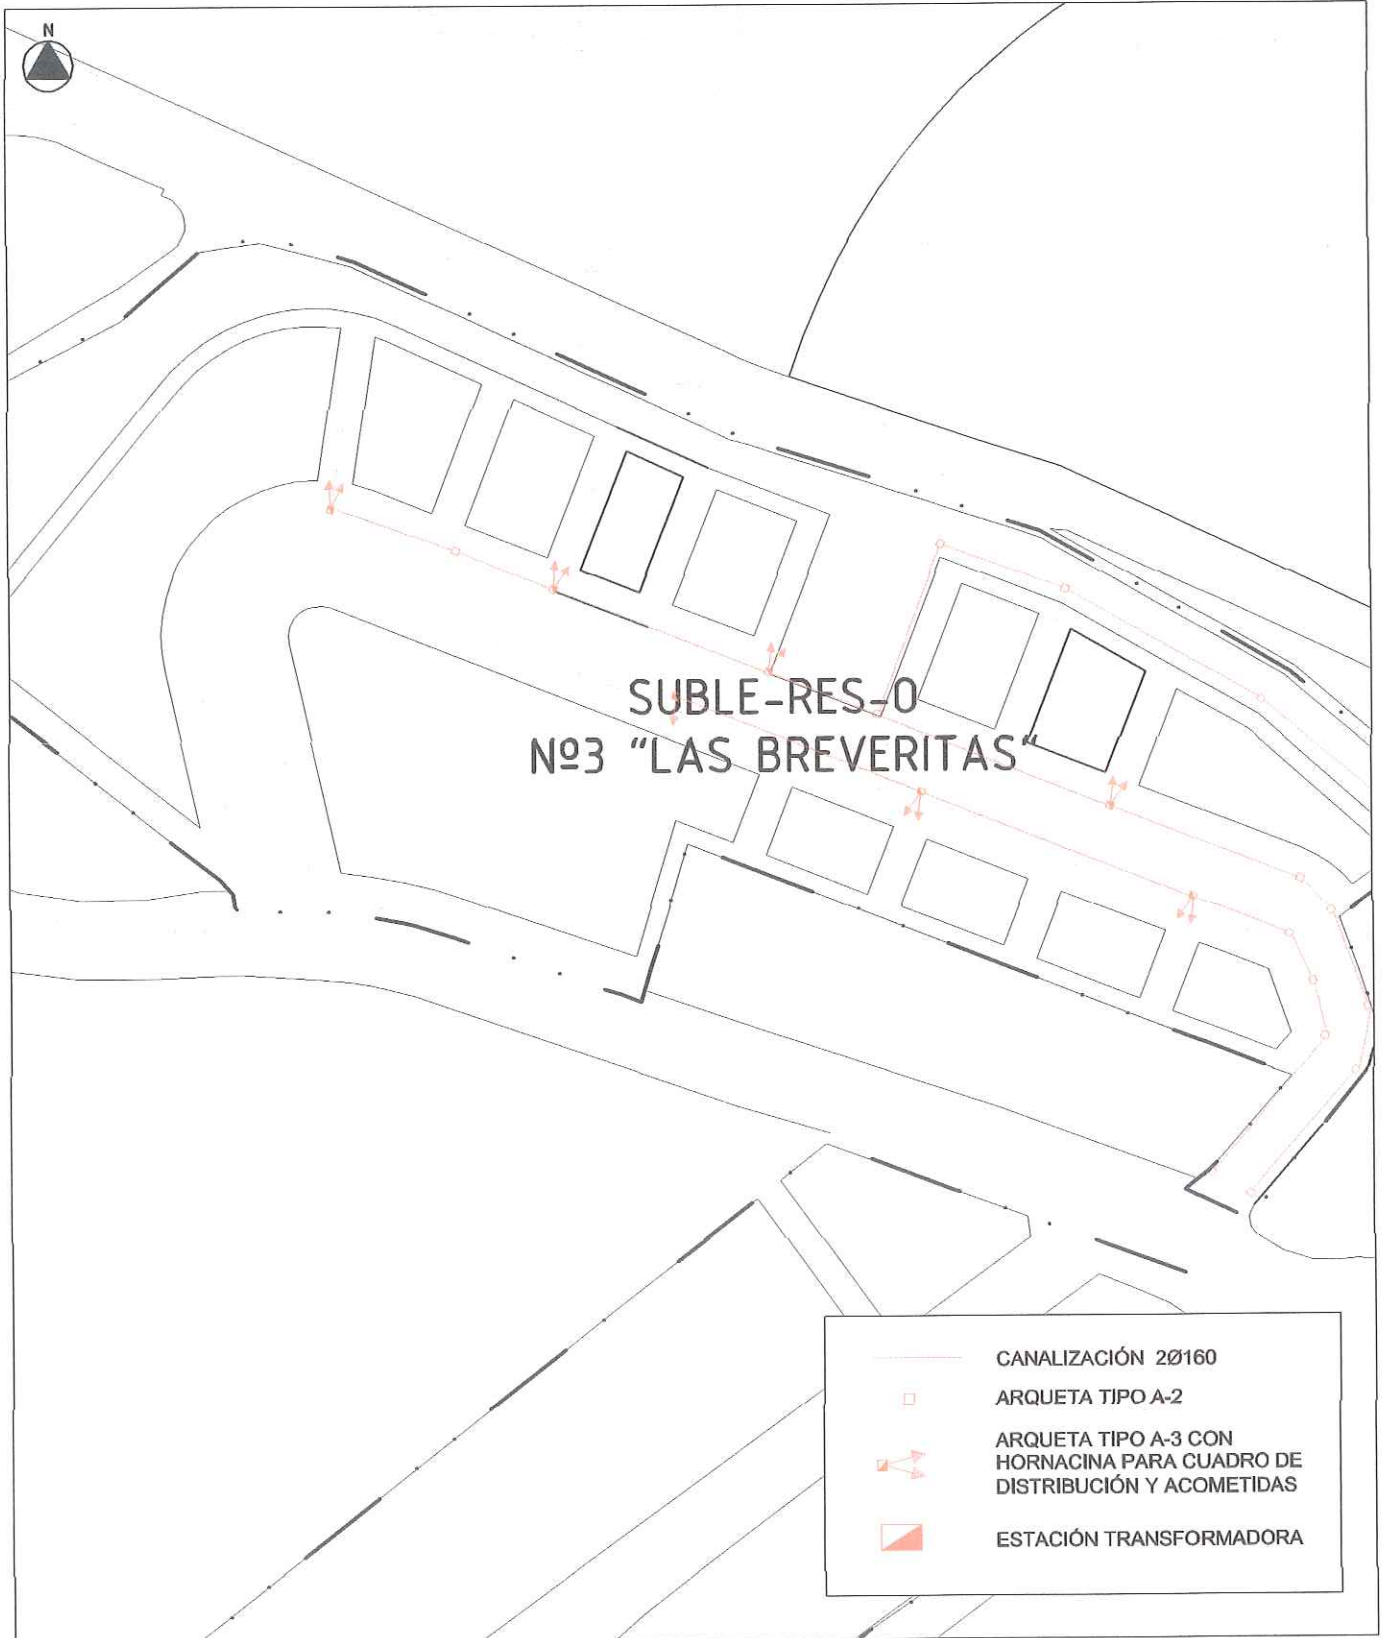 N
SUBLE-RES-O
Nº3 “LAS BREVERITAS“
CANALIZACIÓN 2Ø160
ARQUETA TIPO A-2
ARQUETA TIPO A-3 CON
HORNACINA PARA CUADRO DE
DISTRIBUCIÓN Y ACOMETIDAS
ESTACIÓN TRANSFORMADORA